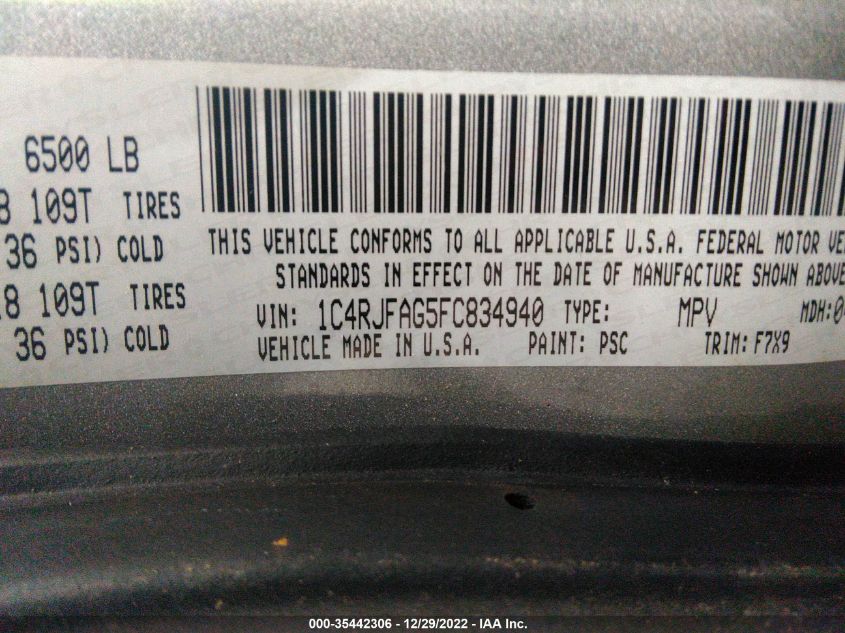 6500 LB
8 109T TIRES
36 PSI) COLD
18 109T TIRES
36 PSI) COLD
THIS VEHICLE CONFORMS TO ALL APPLICABLE U.S.A. FEDERAL MOTOR VE
STANDARDS IN EFFECT ON THE DATE OF MANUFACTURE SHOWN ABOVE
VIN: 1C4RJFAG5FC834940 TYPE: MPV MDH:0
VEHICLE MADE IN U.S.A. PAINT: PSC TRIM: F7X9
000-35442306 - 12/29/2022 - IAA Inc.